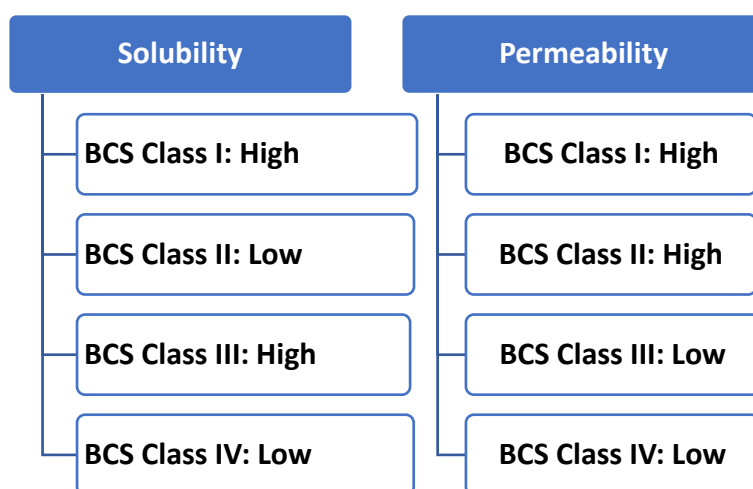 Solubility
BCS Class I: High
BCS Class II: Low
BCS Class III: High
BCS Class IV: Low
Permeability
BCS Class I: High
BCS Class II: High
BCS Class III: Low
BCS Class IV: Low